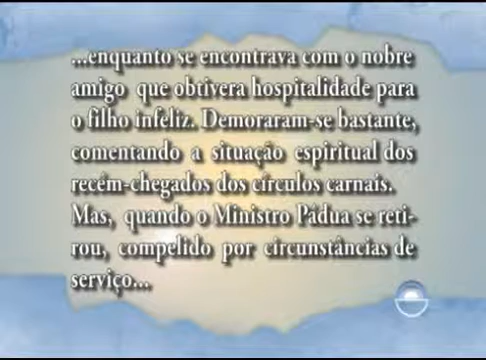 ...enquanto se encontrava com o nobre
amigo que obtivera hospitalidade para
o filho infeliz. Demoraram-se bastante,
comentando a situação espiritual dos
recém-chegados dos círculos carnais.
Mas, quando o Ministro Pádua se reti-
rou, compelido por circunstâncias de
serviço...